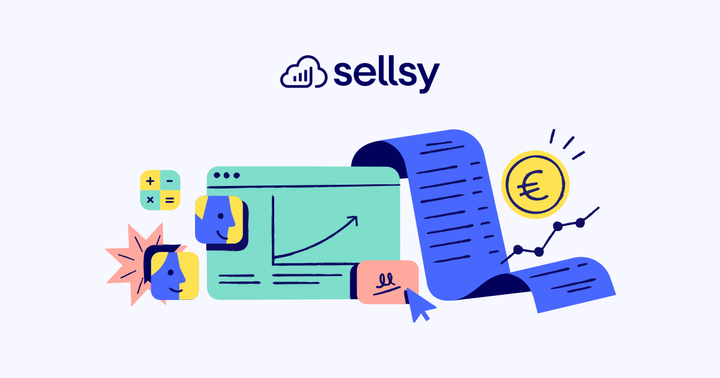 sellsy
+ -
× =
€